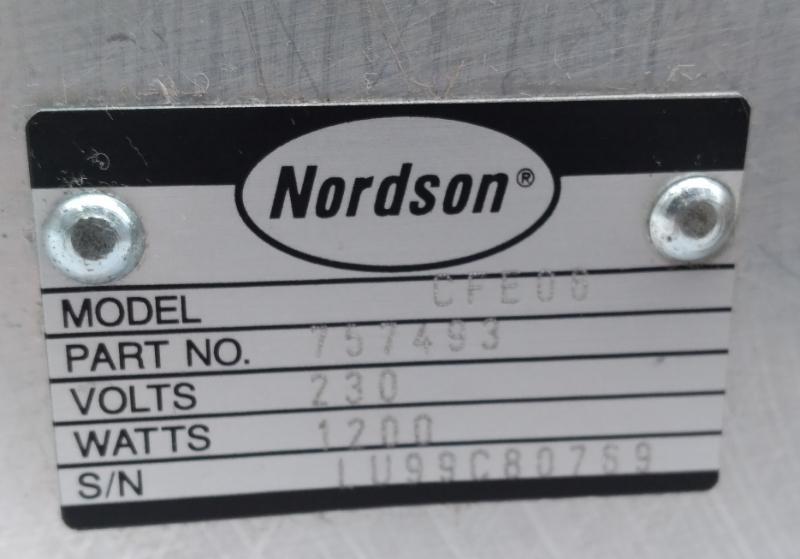 Nordson®
MODEL CFE06
PART NO. 757493
VOLTS 230
WATTS 1200
S/N LU99C80769